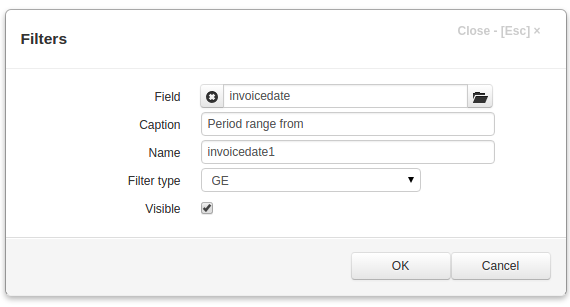 Filters
Close - [Esc] ×
Field invoicedate
Caption Period range from
Name invoicedate1
Filter type GE
Visible
OK Cancel